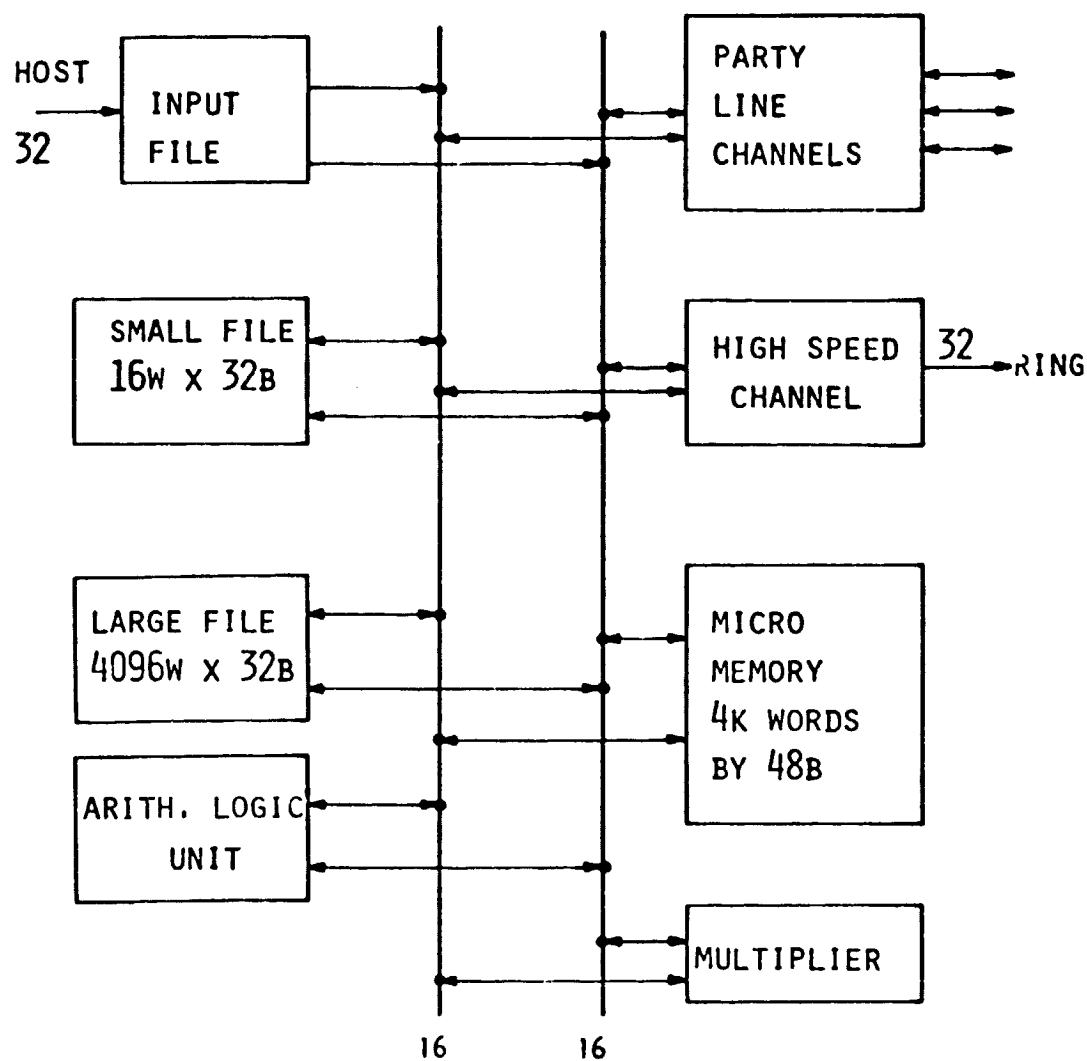 HOST
32
INPUT
FILE
PARTY
LINE
CHANNELS
SMALL FILE
16W X 32B
HIGH SPEED
CHANNEL
32
RING
LARGE FILE
4096W X 32B
MICRO
MEMORY
4K WORDS
BY 48B
ARITH. LOGIC
UNIT
MULTIPLIER
16
16